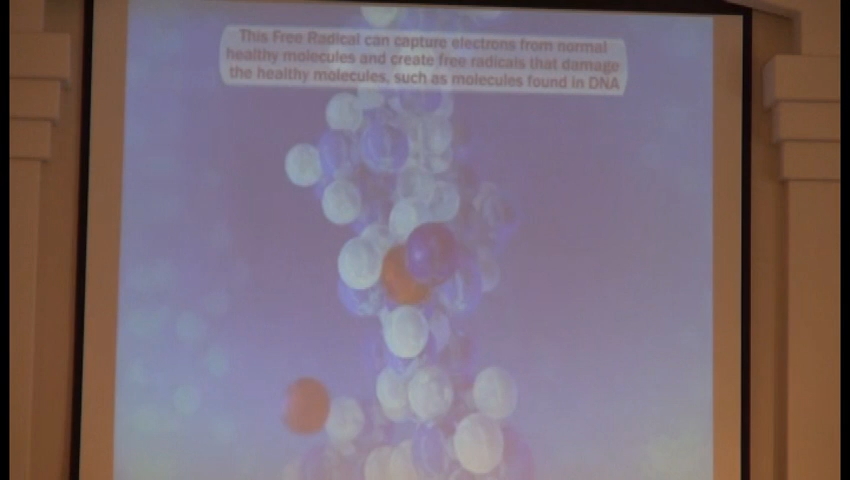 This Free Radical can capture electrons from normal
healthy molecules and create free radicals that damage
the healthy molecules, such as molecules found in DNA